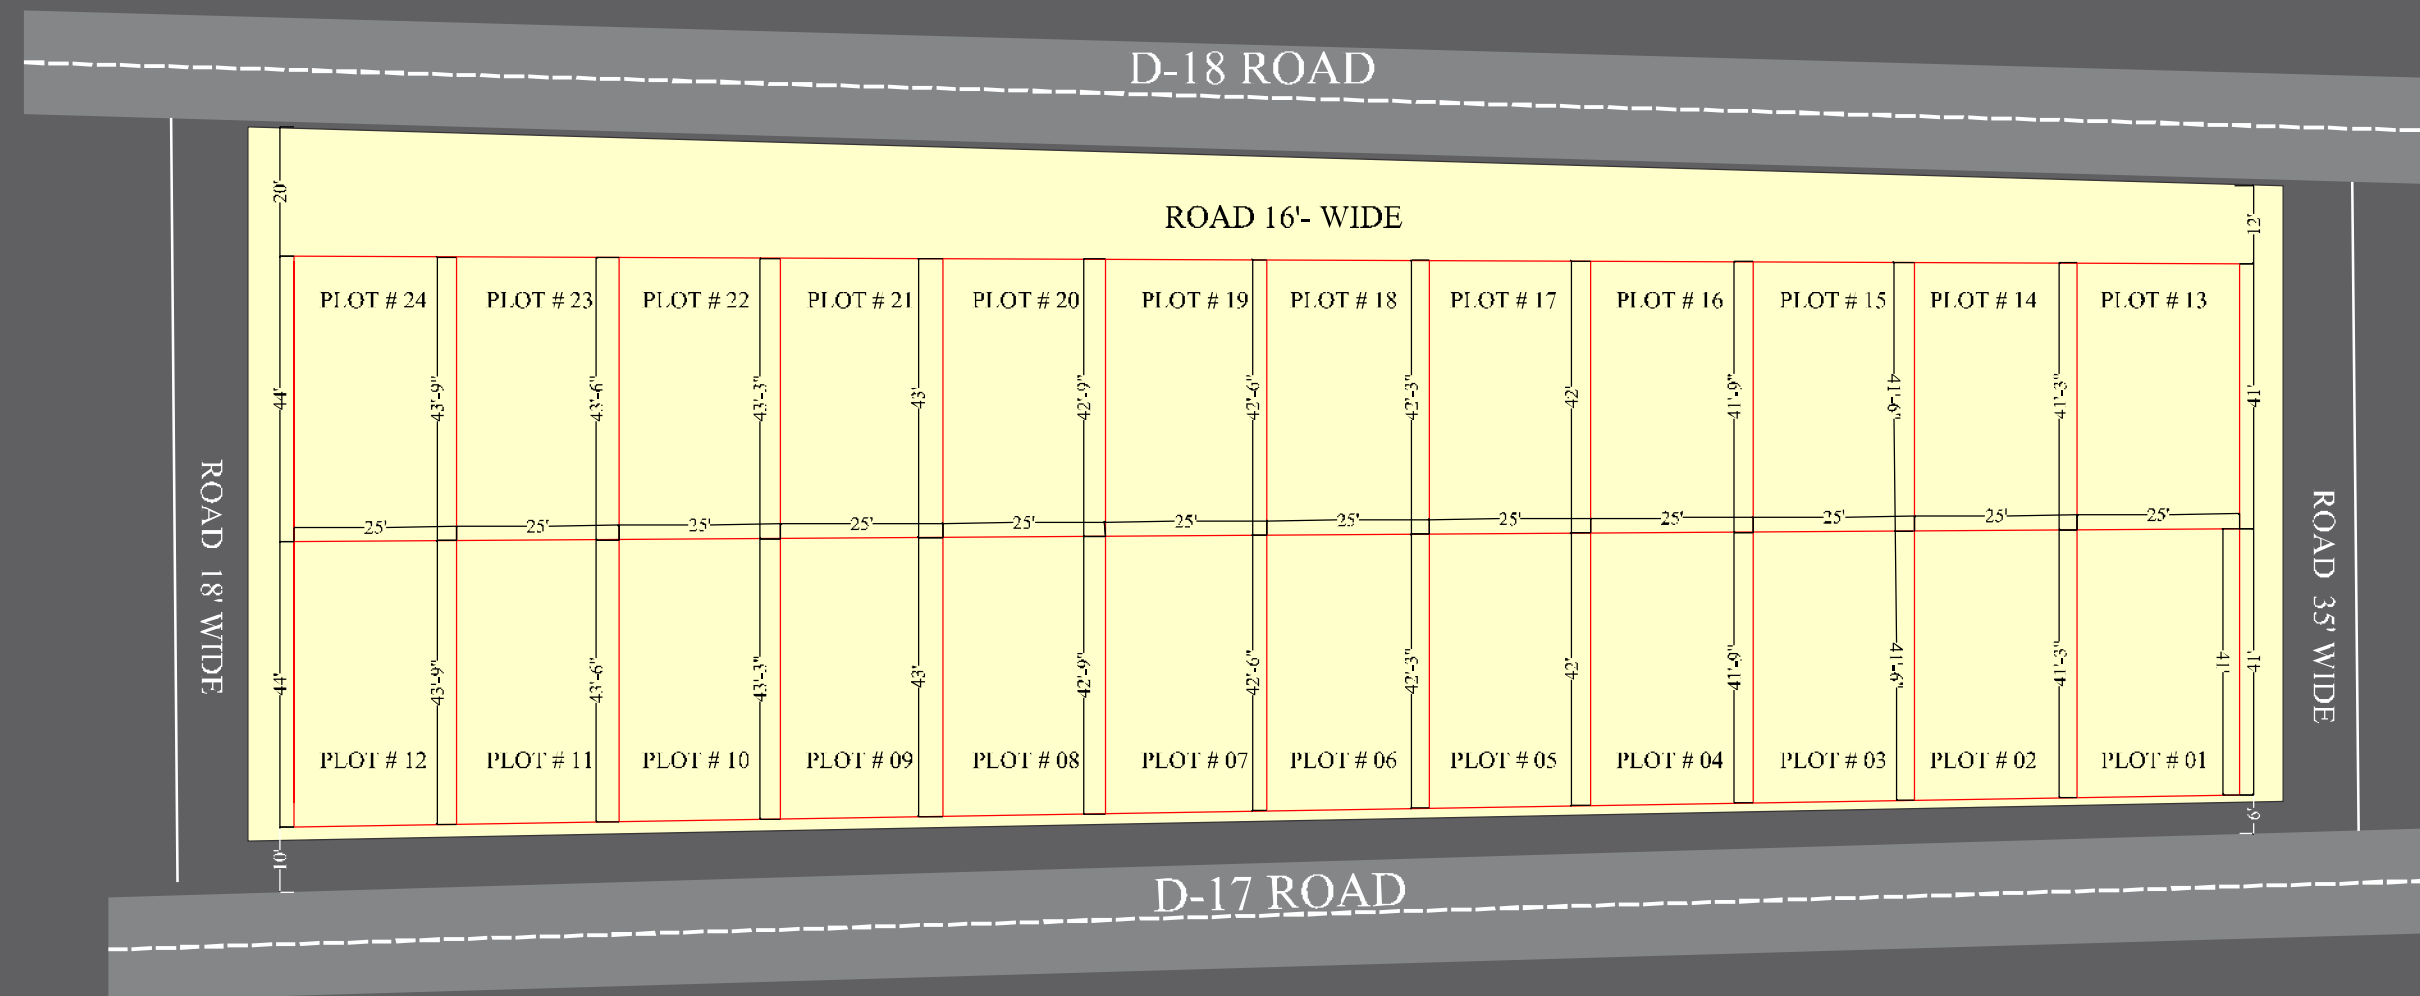 D-18 ROAD
20'
ROAD 16'- WIDE
12'
PLOT # 24
PLOT # 23
PLOT # 22
PLOT # 21
PLOT # 20
PLOT # 19
PLOT # 18
PLOT # 17
PLOT # 16
PLOT # 15
PLOT # 14
PLOT # 13
44'
43'-9"
43'-6"
43'-3"
43'
42'-9"
42'-6"
42'-3"
42'
41'-9"
41'-6"
41'-3"
41'
25'
25'
25'
25'
25'
25'
25'
25'
25'
25'
25'
25'
ROAD 18' WIDE
ROAD 35' WIDE
44'
43'-9"
43'-6"
43'-3"
43'
42'-9"
42'-6"
42'-3"
42'
41'-9"
41'-6"
41'-3"
41'
41'
PLOT # 12
PLOT # 11
PLOT # 10
PLOT # 09
PLOT # 08
PLOT # 07
PLOT # 06
PLOT # 05
PLOT # 04
PLOT # 03
PLOT # 02
PLOT # 01
10'
6'
D-17 ROAD